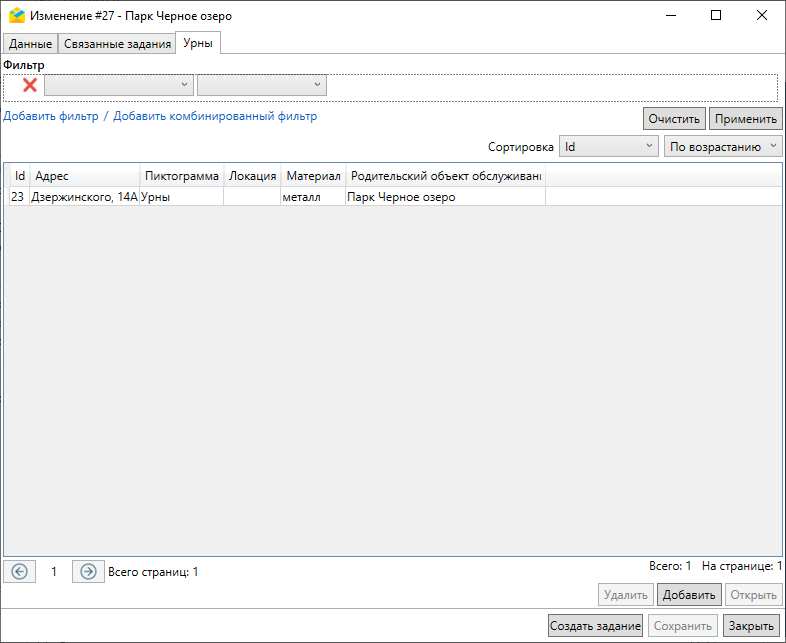 Изменение #27 - Парк Черное озеро
Данные Связанные задания Урны
Фильтр
Добавить фильтр / Добавить комбинированный фильтр
Очистить Применить
Сортировка Id По возрастанию
Id Адрес Пиктограмма Локация Материал Родительский объект обслуживани
23 Дзержинского, 14А Урны металл Парк Черное озеро
1 Всего страниц: 1
Всего: 1 На странице: 1
Удалить Добавить Открыть
Создать задание Сохранить Закрыть